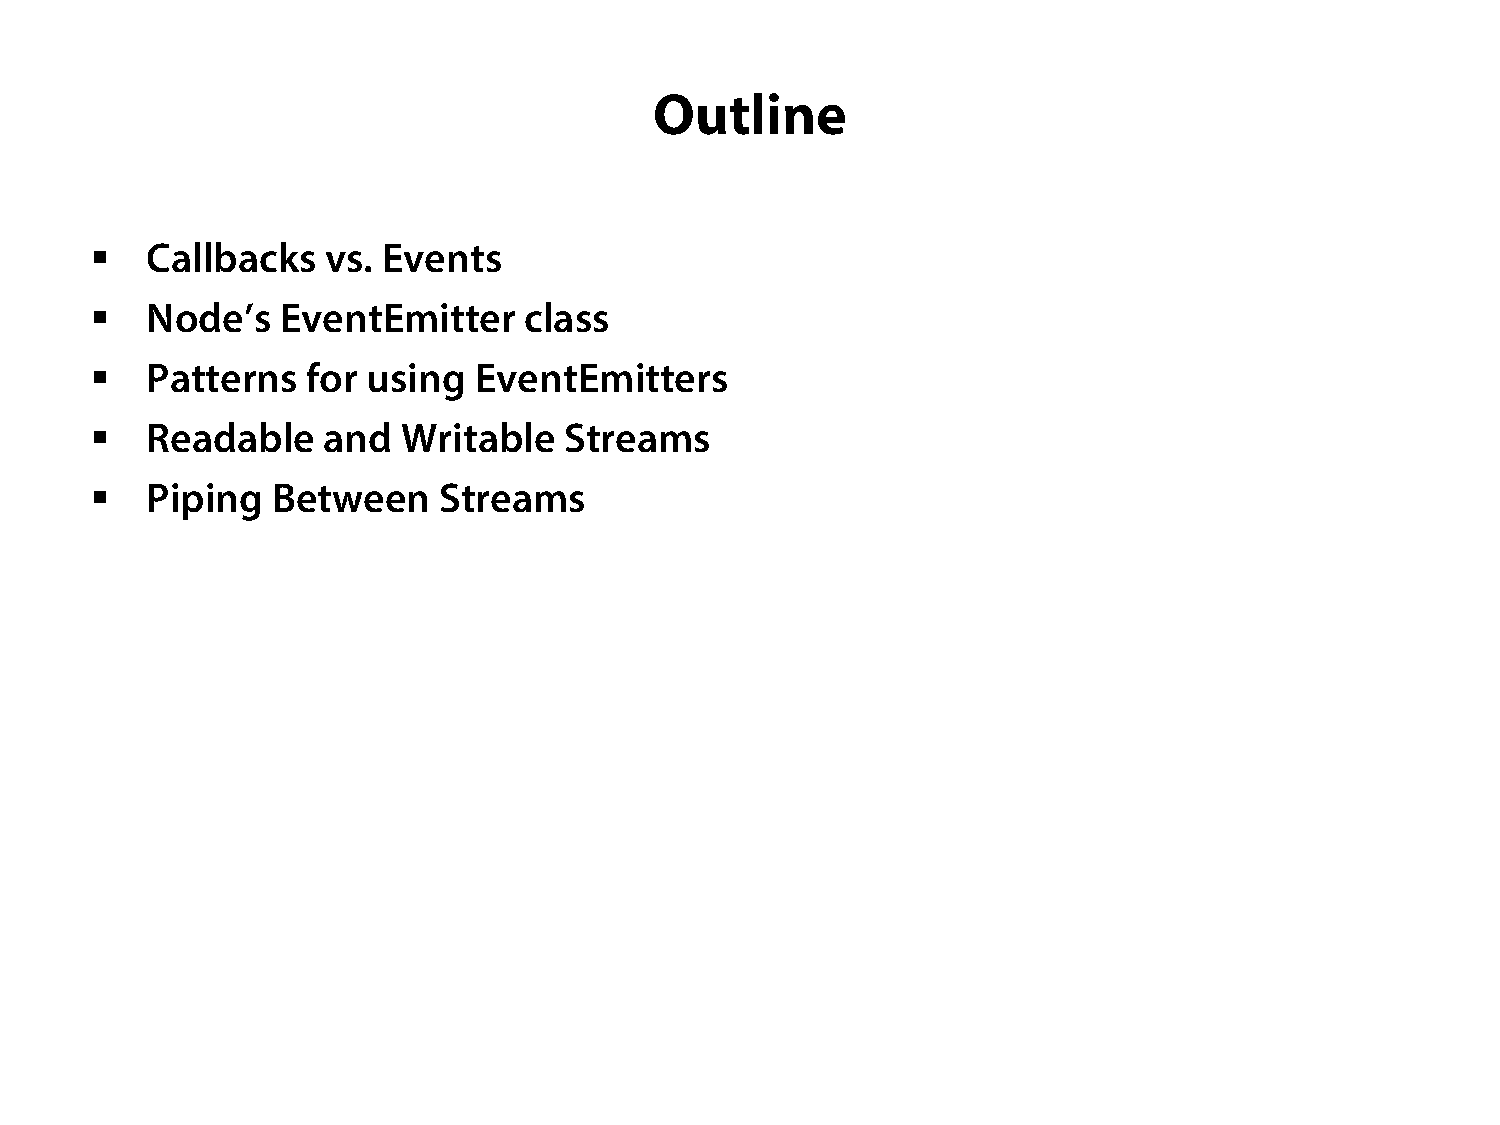 Outline
▪ Callbacks vs. Events
▪ Node’s EventEmitter class
▪ Patterns for using EventEmitters
▪ Readable and Writable Streams
▪ Piping Between Streams